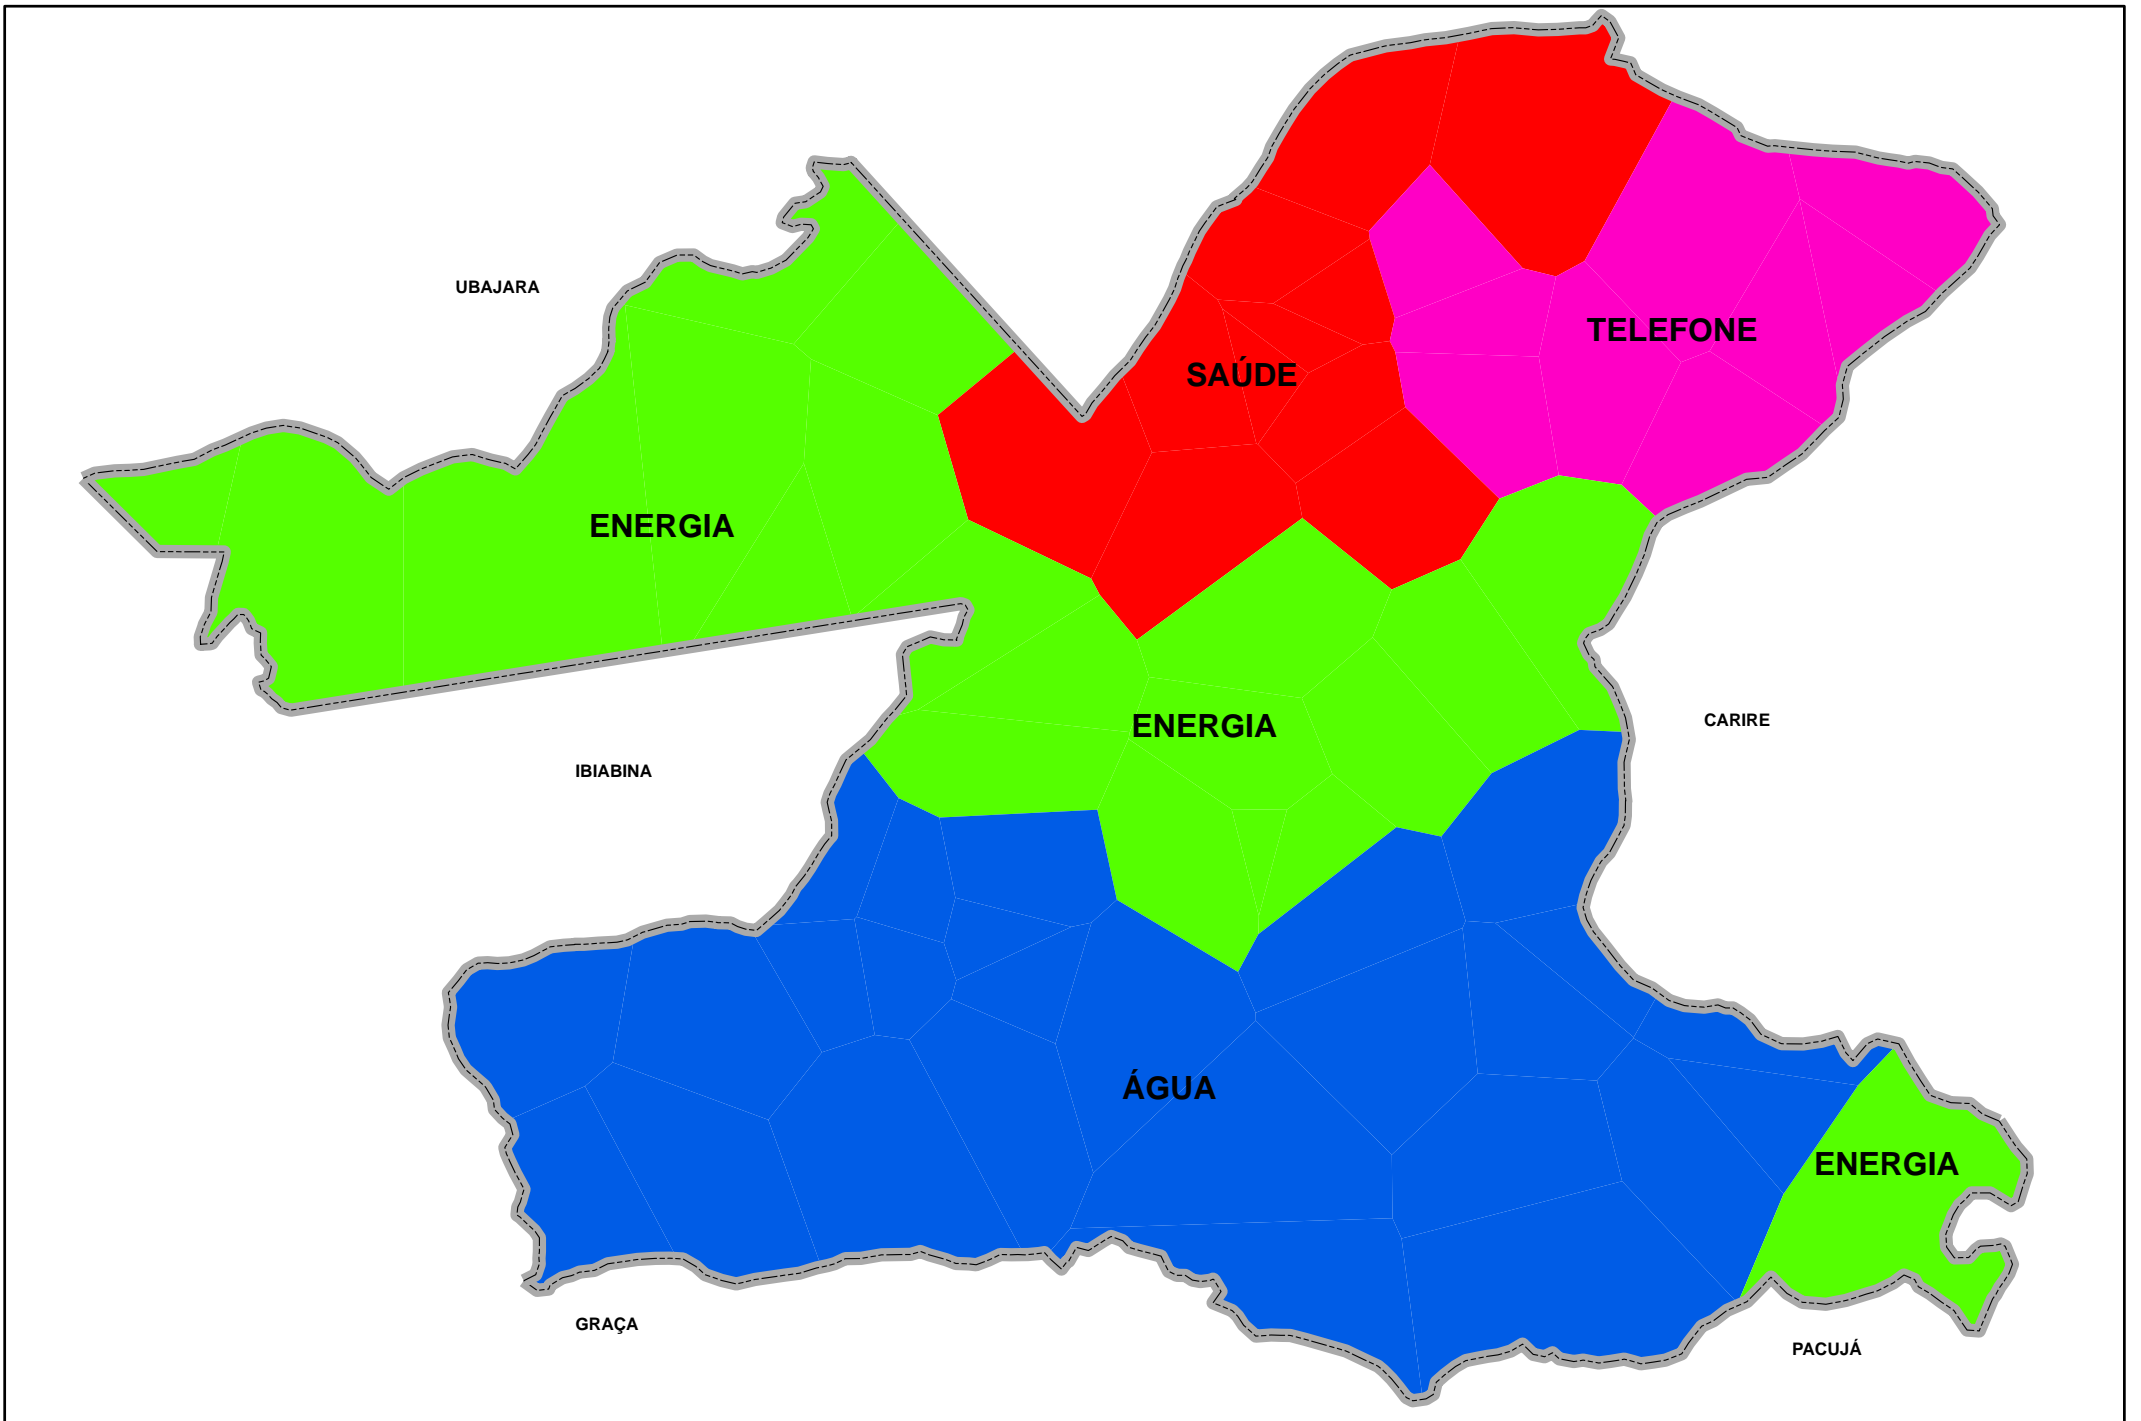 UBAJARA
TELEFONE
SAÚDE
ENERGIA
ENERGIA
CARIRE
IBIABINA
ÁGUA
ENERGIA
GRAÇA
PACUJÁ